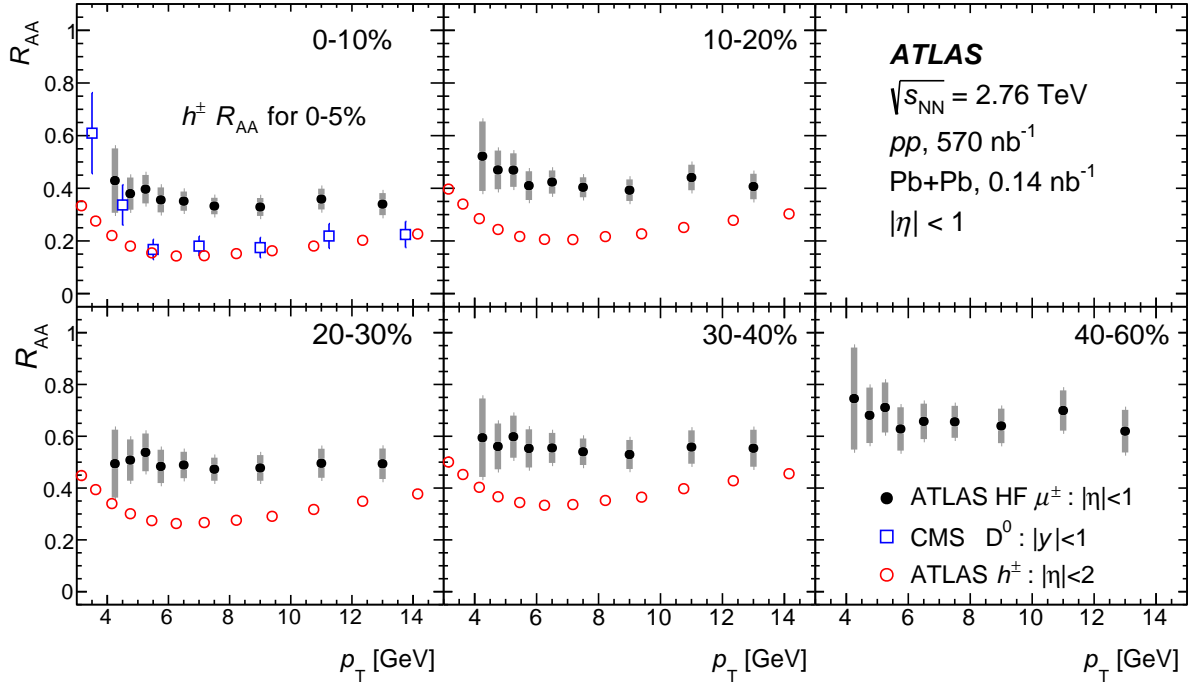 R_AA
1
0.8
0.6
0.4
0.2
0
0-10%
h± R_AA for 0-5%
10-20%
ATLAS
√s_NN = 2.76 TeV
pp, 570 nb⁻¹
Pb+Pb, 0.14 nb⁻¹
|η| < 1
R_AA
1
0.8
0.6
0.4
0.2
0
20-30%
30-40%
40-60%
ATLAS HF μ± : |η|<1
CMS D⁰ : |y|<1
ATLAS h± : |η|<2
4 6 8 10 12 14
4 6 8 10 12 14
4 6 8 10 12 14
p_T [GeV]
p_T [GeV]
p_T [GeV]